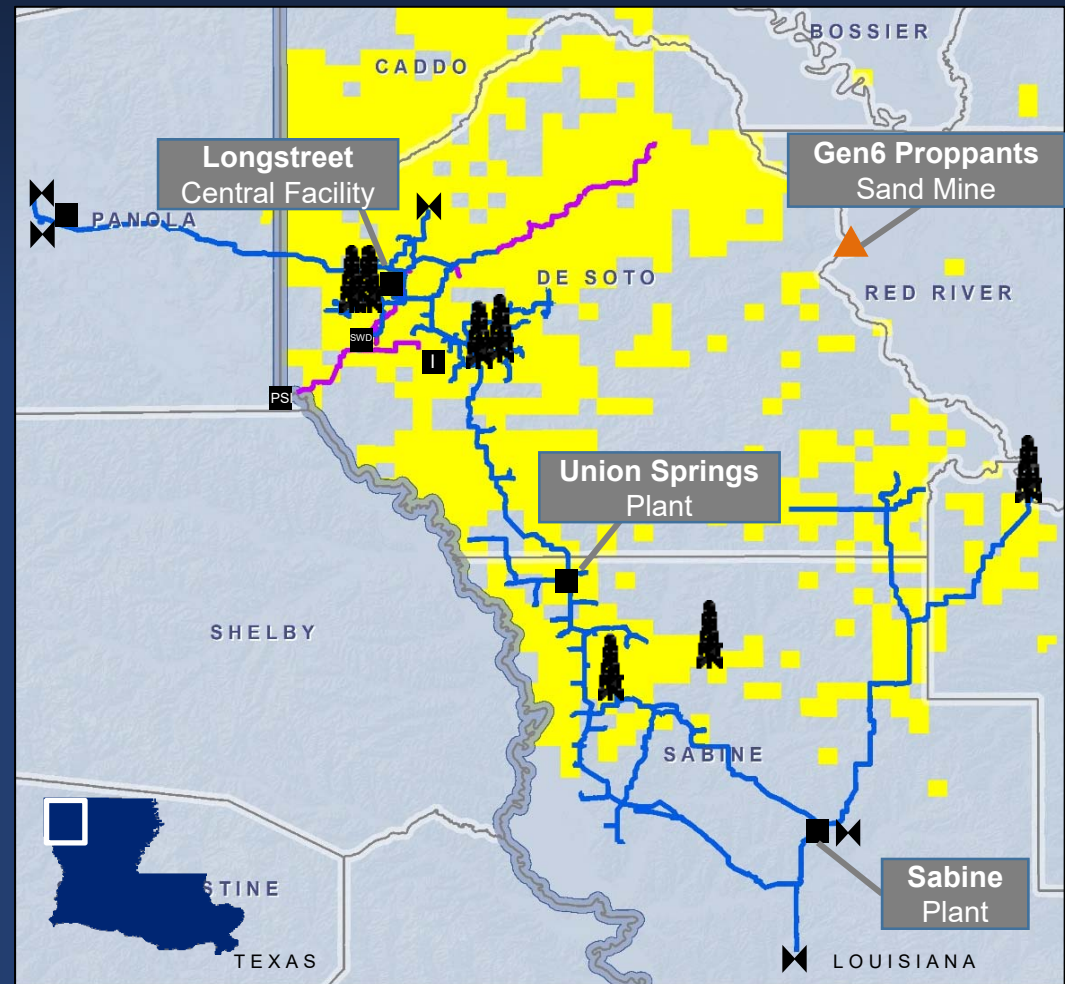 BOSSIER
CADDO
Longstreet
Central Facility
Gen6 Proppants
Sand Mine
PANOLA
DE SOTO
RED RIVER
SWD
I
PSI
Union Springs
Plant
SHELBY
SABINE
Sabine
Plant
STINE
TEXAS
LOUISIANA